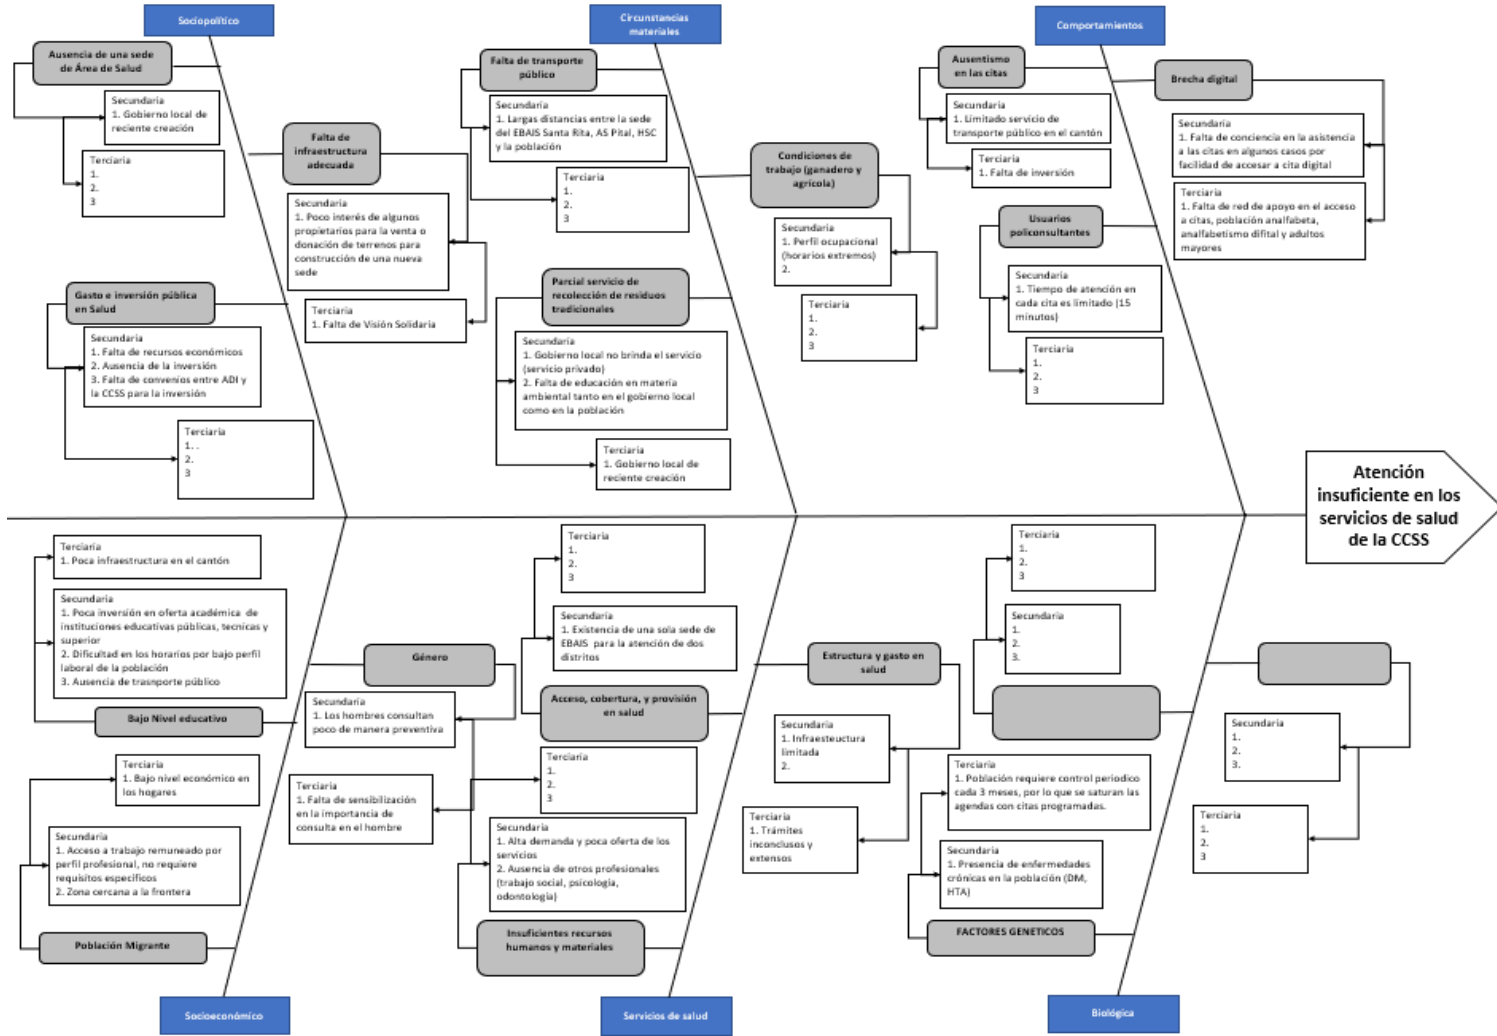 Sociopolítico
Ausencia de una sede
de Área de Salud
Secundaria
1. Gobierno local de
reciente creación
Terciaria
1.
2.
3
Falta de
infraestructura
adecuada
Secundaria
1. Poco interés de algunos
propietarios para la venta o
donación de terrenos para
construcción de una nueva
sede
Terciaria
1. Falta de Visión Solidaria
Gasto e inversión pública
en Salud
Secundaria
1. Falta de recursos económicos
2. Ausencia de la inversión
3. Falta de convenios entre ADI y
la CCSS para la inversión
Terciaria
1. .
2.
3
Circunstancias
materiales
Falta de transporte
público
Secundaria
1. Largas distancias entre la sede
del EBAIS Santa Rita, AS Pital, HSC
y la población
Terciaria
1.
2.
3
Condiciones de
trabajo (ganadero y
agrícola)
Secundaria
1. Perfil ocupacional
(horarios extremos)
2.
Terciaria
1.
2.
3
Parcial servicio de
recolección de residuos
tradicionales
Secundaria
1. Gobierno local no brinda el servicio
(servicio privado)
2. Falta de educación en materia
ambiental tanto en el gobierno local
como en la población
Terciaria
1. Gobierno local de
reciente creación
Comportamientos
Ausentismo
en las citas
Secundaria
1. Limitado servicio de
transporte público en el cantón
Terciaria
1. Falta de inversión
Brecha digital
Secundaria
1. Falta de conciencia en la asistencia
a las citas en algunos casos por
facilidad de accesar a cita digital
Terciaria
1. Falta de red de apoyo en el acceso
a citas, población analfabeta,
analfabetismo difital y adultos
mayores
Usuarios
policonsultantes
Secundaria
1. Tiempo de atención en
cada cita es limitado (15
minutos)
Terciaria
1.
2.
3
Atención
insuficiente en los
servicios de salud
de la CCSS
Terciaria
1. Poca infraestructura en el cantón
Secundaria
1. Poca inversión en oferta académica de
instituciones educativas públicas, tecnicas y
superior
2. Dificultad en los horarios por bajo perfil
laboral de la población
3. Ausencia de trasnporte público
Bajo Nivel educativo
Género
Secundaria
1. Los hombres consultan
poco de manera preventiva
Terciaria
1. Falta de sensibilización
en la importancia de
consulta en el hombre
Terciaria
1. Bajo nivel económico en
los hogares
Secundaria
1. Acceso a trabajo remuneado por
perfil profesional, no requiere
requisitos especificos
2. Zona cercana a la frontera
Población Migrante
Socioeconómico
Terciaria
1.
2.
3
Secundaria
1. Existencia de una sola sede de
EBAIS para la atención de dos
distritos
Acceso, cobertura, y provisión
en salud
Estructura y gasto en
salud
Secundaria
1. Infraesteuctura
limitada
2.
Terciaria
1. Trámites
inconclusos y
extensos
Terciaria
1.
2.
3
Secundaria
1. Alta demanda y poca oferta de los
servicios
2. Ausencia de otros profesionales
(trabajo social, psicología,
odontología)
Insuficientes recursos
humanos y materiales
Servicios de salud
Terciaria
1.
2.
3
Secundaria
1.
2.
3.
Secundaria
1.
2.
3.
Terciaria
1.
2.
3
Terciaria
1. Población requiere control periodico
cada 3 meses, por lo que se saturan las
agendas con citas programadas.
Secundaria
1. Presencia de enfermedades
crónicas en la población (DM,
HTA)
FACTORES GENETICOS
Biológica